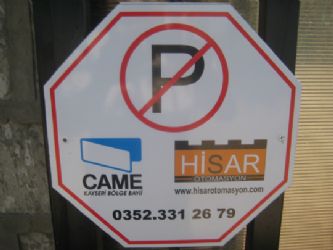 P
CAME
KAYSERİ BÖLGE BAYİİ
HİSAR
OTOMASYON
www.hisarotomasyon.com
0352.331 26 79